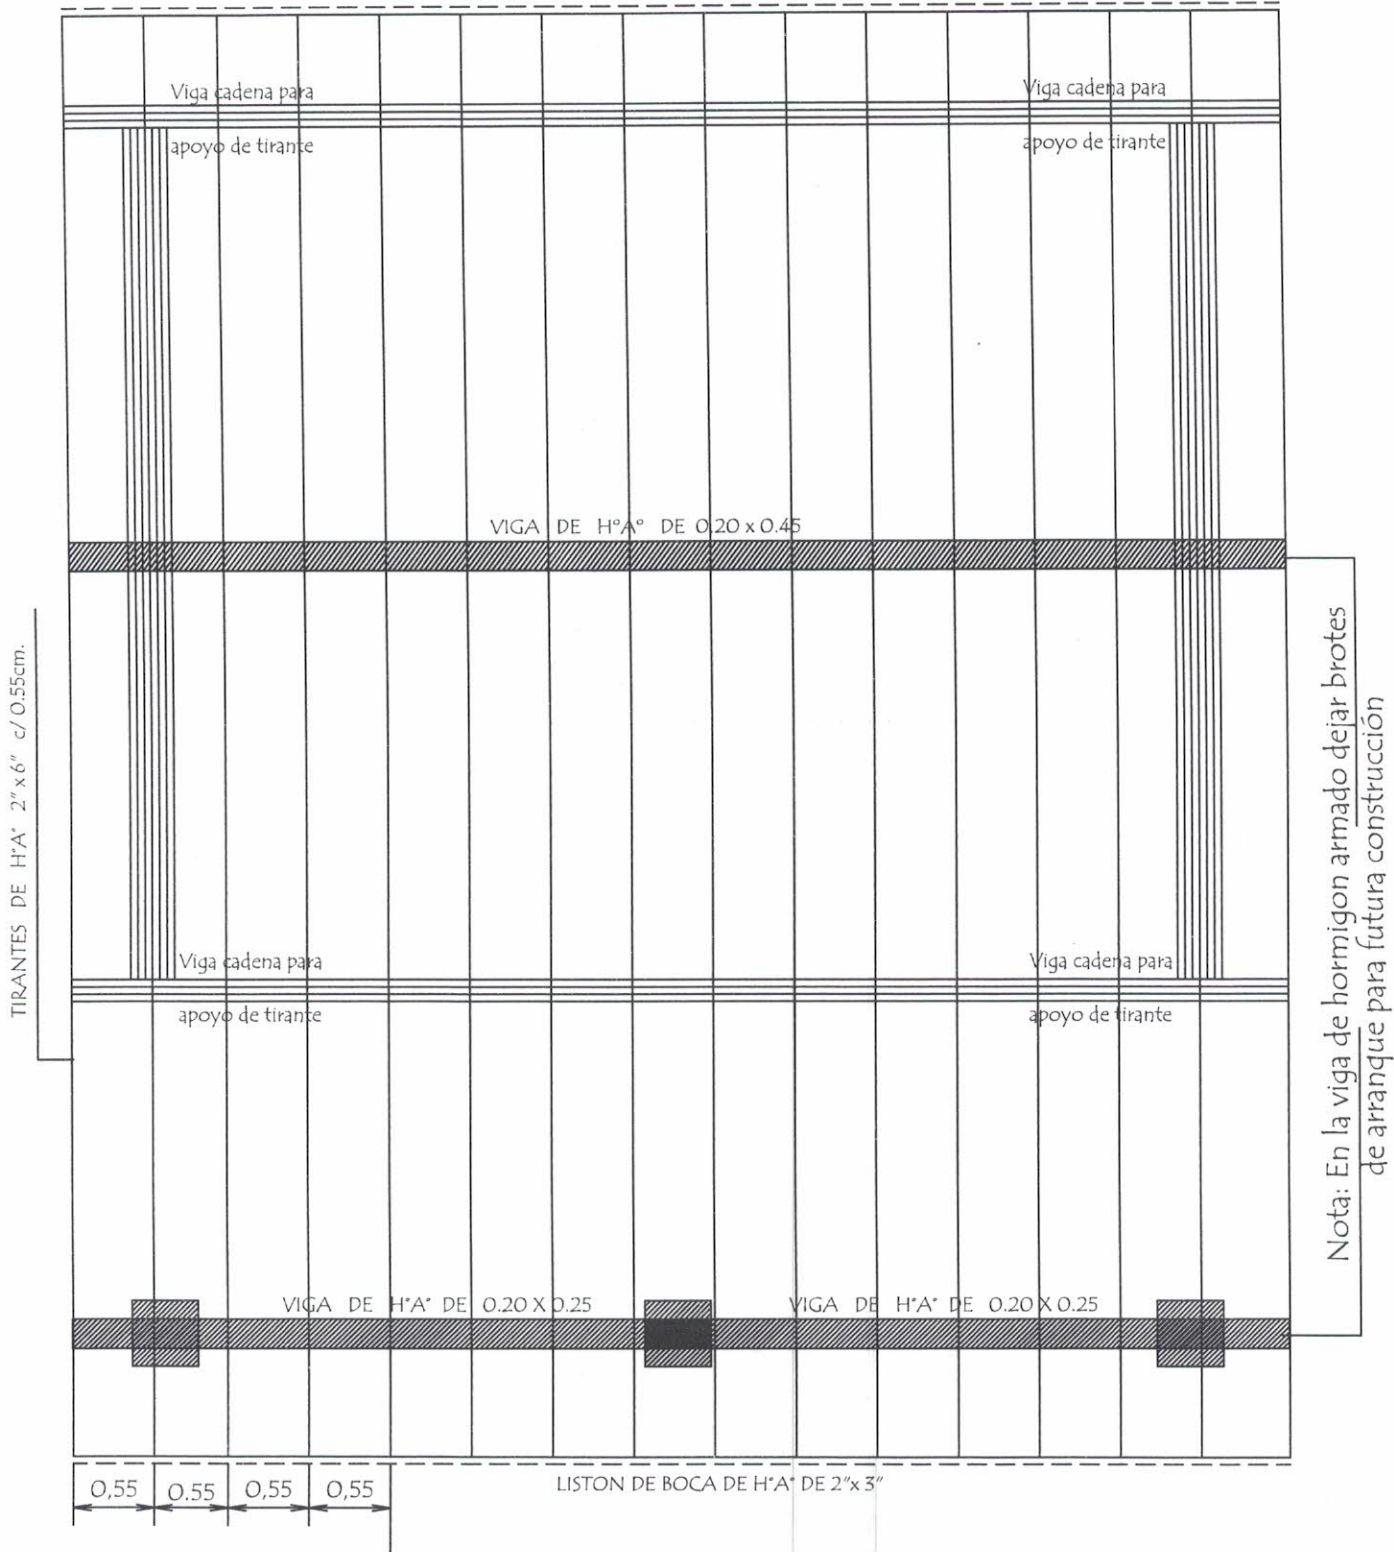 Viga cadena para
apoyo de tirante
Viga cadena para
apoyo de tirante
VIGA DE H°A° DE 0.20 x 0.45
TIRANTES DE H°A° 2" x 6" c/ 0.55cm.
Viga cadena para
apoyo de tirante
Viga cadena para
apoyo de tirante
Nota: En la viga de hormigon armado dejar brotes
de arranque para futura construcción
VIGA DE H°A° DE 0.20 X 0.25
VIGA DE H°A° DE 0.20 X 0.25
0,55
0.55
0,55
0,55
LISTON DE BOCA DE H°A° DE 2"x 3"